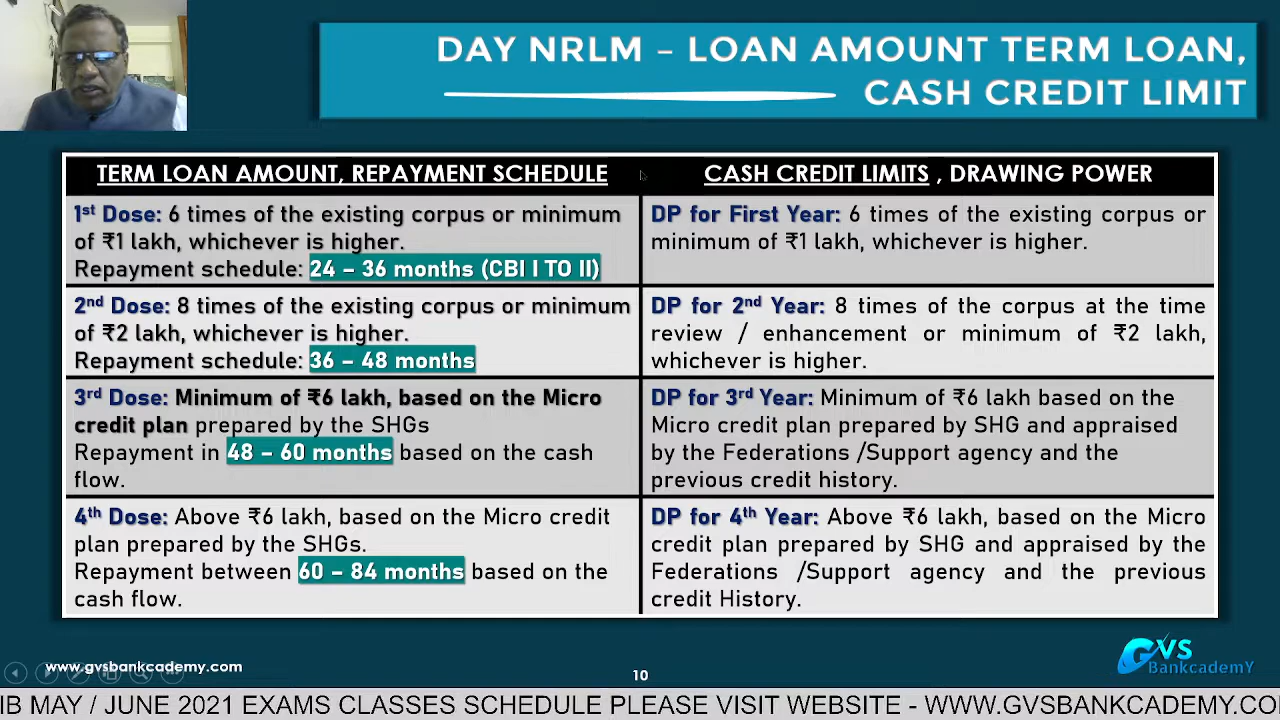 DAY NRLM – LOAN AMOUNT TERM LOAN,
CASH CREDIT LIMIT
TERM LOAN AMOUNT, REPAYMENT SCHEDULE
1st Dose: 6 times of the existing corpus or minimum
of ₹1 lakh, whichever is higher.
Repayment schedule: 24 – 36 months (CBI I TO II)
CASH CREDIT LIMITS , DRAWING POWER
DP for First Year: 6 times of the existing corpus or
minimum of ₹1 lakh, whichever is higher.
2nd Dose: 8 times of the existing corpus or minimum
of ₹2 lakh, whichever is higher.
Repayment schedule: 36 – 48 months
DP for 2nd Year: 8 times of the corpus at the time
review / enhancement or minimum of ₹2 lakh,
whichever is higher.
3rd Dose: Minimum of ₹6 lakh, based on the Micro
credit plan prepared by the SHGs
Repayment in 48 – 60 months based on the cash
flow.
DP for 3rd Year: Minimum of ₹6 lakh based on the
Micro credit plan prepared by SHG and appraised
by the Federations /Support agency and the
previous credit history.
4th Dose: Above ₹6 lakh, based on the Micro credit
plan prepared by the SHGs.
Repayment between 60 – 84 months based on the
cash flow.
DP for 4th Year: Above ₹6 lakh, based on the Micro
credit plan prepared by SHG and appraised by the
Federations /Support agency and the previous
credit History.
www.gvsbankcademy.com
10
GVS
BankcademY
IB MAY / JUNE 2021 EXAMS CLASSES SCHEDULE PLEASE VISIT WEBSITE - WWW.GVSBANKCADEMY.CO